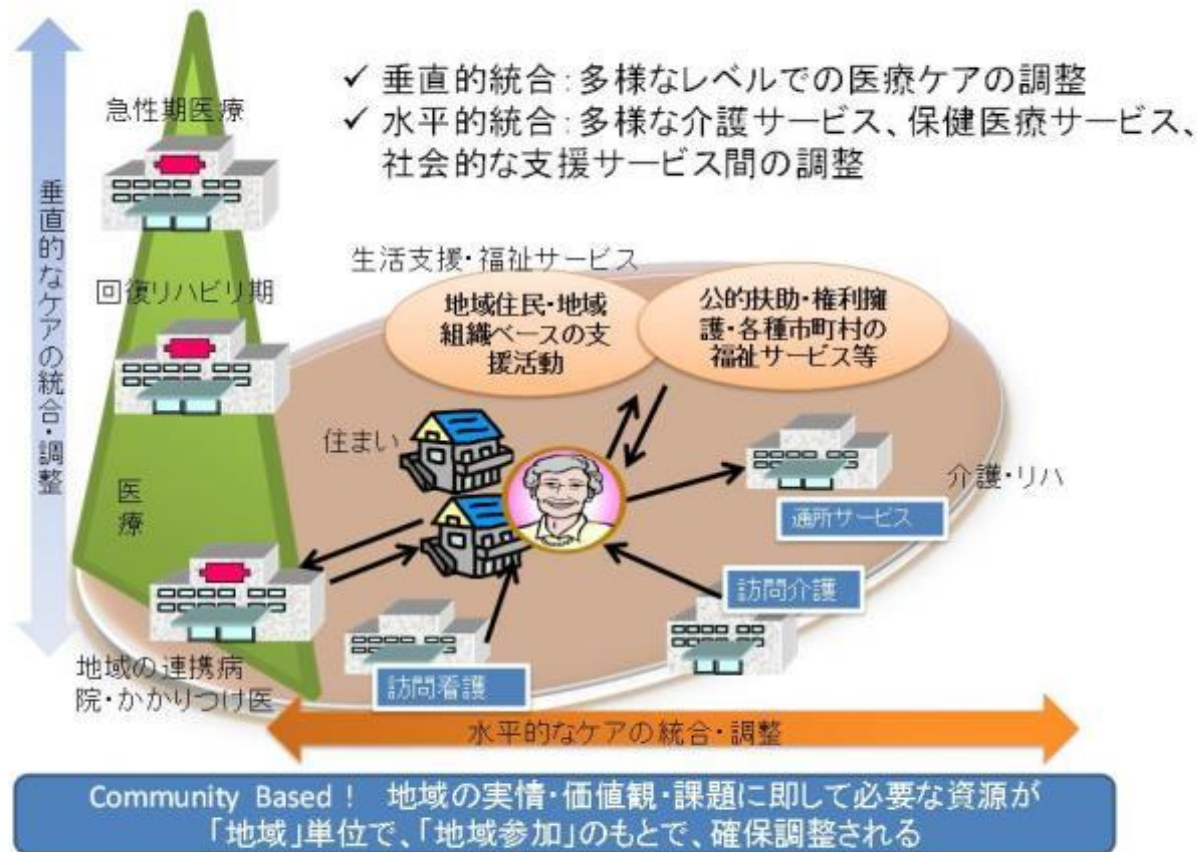 ✓ 垂直的統合:多様なレベルでの医療ケアの調整
✓ 水平的統合:多様な介護サービス、保健医療サービス、
社会的な支援サービス間の調整
垂直的なケアの統合・調整
急性期医療
回復リハビリ期
医療
地域の連携病
院・かかりつけ医
生活支援・福祉サービス
地域住民・地域
組織ベースの支
援活動
公的扶助・権利擁
護・各種市町村の
福祉サービス等
住まい
介護・リハ
通所サービス
訪問介護
訪問看護
水平的なケアの統合・調整
Community Based ! 地域の実情・価値観・課題に即して必要な資源が
「地域」単位で、「地域参加」のもとで、確保調整される